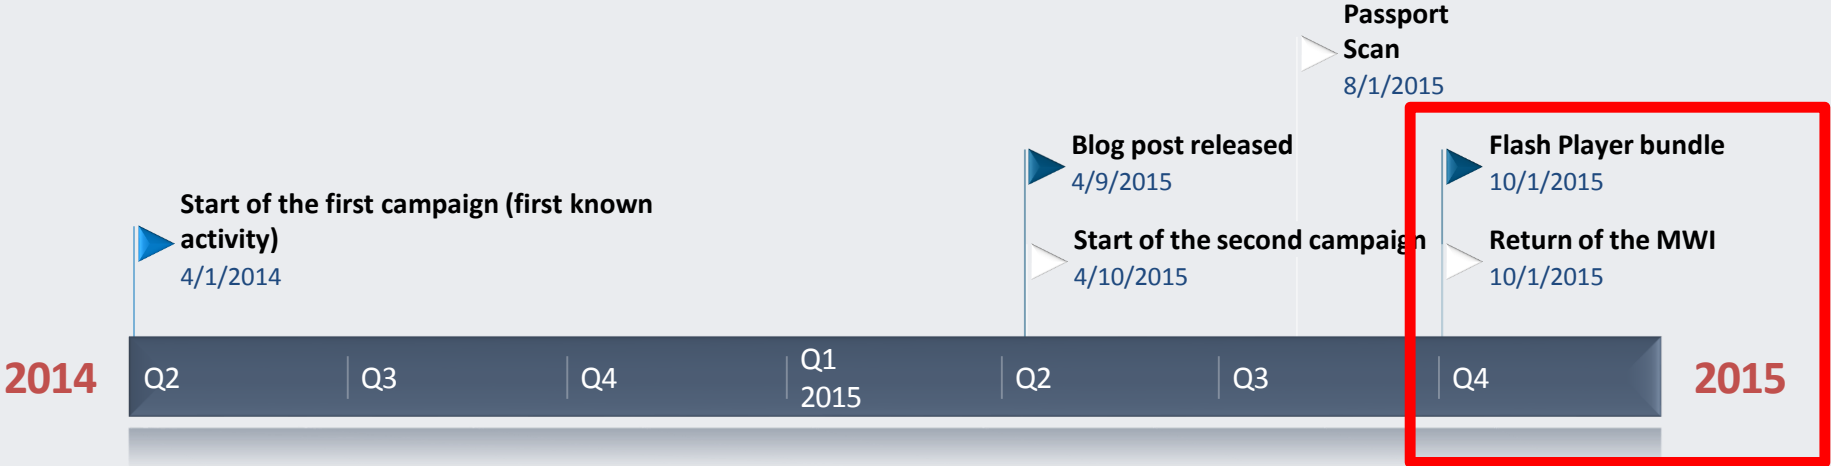 Passport
Scan
8/1/2015
Blog post released
4/9/2015
Flash Player bundle
10/1/2015
Start of the first campaign (first known
activity)
4/1/2014
Start of the second campaign
4/10/2015
Return of the MWI
10/1/2015
2014
Q2
Q3
Q4
Q1
2015
Q2
Q3
Q4
2015